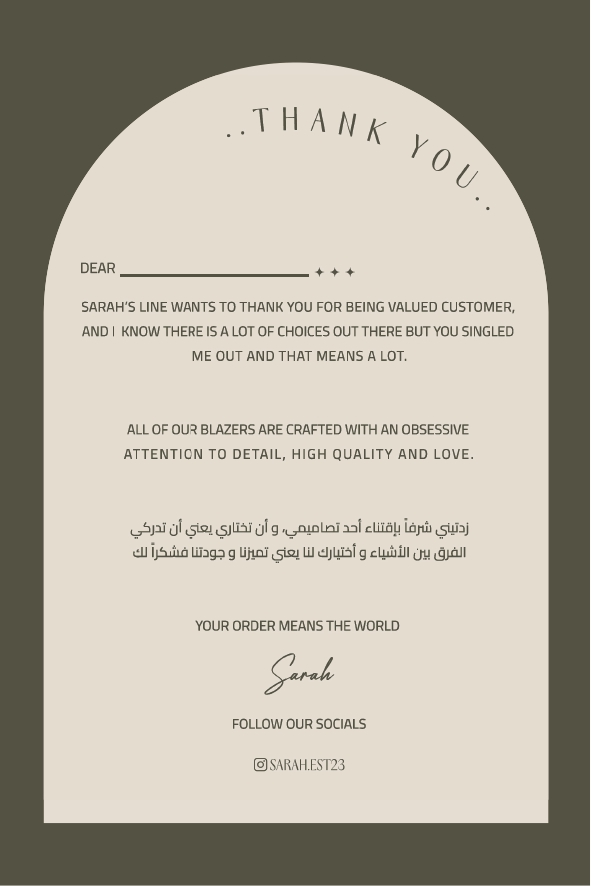 ..THANK YOU..
DEAR
SARAH'S LINE WANTS TO THANK YOU FOR BEING VALUED CUSTOMER,
AND I KNOW THERE IS A LOT OF CHOICES OUT THERE BUT YOU SINGLED
ME OUT AND THAT MEANS A LOT.
ALL OF OUR BLAZERS ARE CRAFTED WITH AN OBSESSIVE
ATTENTION TO DETAIL, HIGH QUALITY AND LOVE.
زدتيني شرفاً بإقتناء أحد تصاميمي، و أن تختاري يعني أن تدركي
الفرق بين الأشياء و أختيارك لنا يعني تميزنا و جودتنا فشكراً لك
YOUR ORDER MEANS THE WORLD
Sarah
FOLLOW OUR SOCIALS
SARAH.EST23